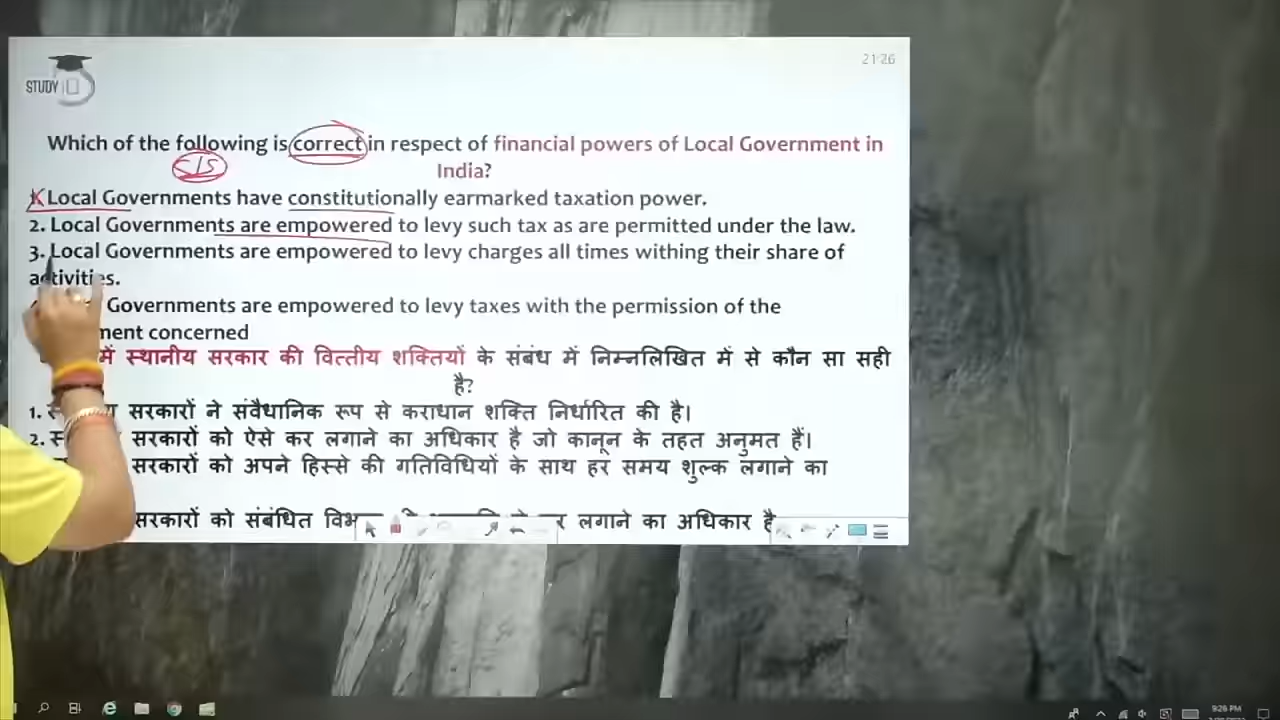 STUDY
21:26
Which of the following is correct in respect of financial powers of Local Government in
India?
SIS
1. Local Governments have constitutionally earmarked taxation power.
2. Local Governments are empowered to levy such tax as are permitted under the law.
3. Local Governments are empowered to levy charges all times withing their share of
activities.
Governments are empowered to levy taxes with the permission of the
concerned
में स्थानीय सरकार की वित्तीय शक्तियों के संबंध में निम्नलिखित में से कौन सा सही
है?
1. सरकारों ने संवैधानिक रूप से कराधान शक्ति निर्धारित की है।
2. सरकारों को ऐसे कर लगाने का अधिकार है जो कानून के तहत अनुमत हैं।
सरकारों को अपने हिस्से की गतिविधियों के साथ हर समय शुल्क लगाने का
सरकारों को संबंधित लगाने का अधिकार है
9:26 PM